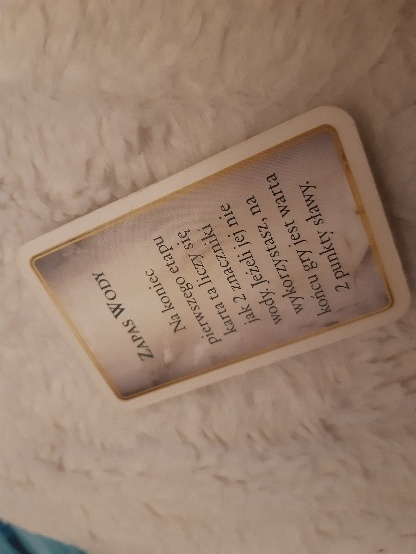 ZAPAS WODY
Na koniec
pierwszego etapu
karta ta liczy się
jak 2 znaczniki
wody. Jeżeli jej nie
wykorzystasz, na
końcu gry jest warta
2 punkty sławy.